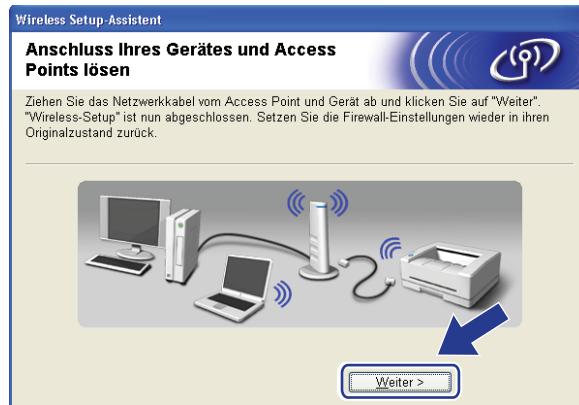 Wireless Setup-Assistent
Anschluss Ihres Gerätes und Access
Points lösen
Ziehen Sie das Netzwerkkabel vom Access Point und Gerät ab und klicken Sie auf "Weiter".
"Wireless-Setup" ist nun abgeschlossen. Setzen Sie die Firewall-Einstellungen wieder in ihren
Originalzustand zurück.
Weiter >